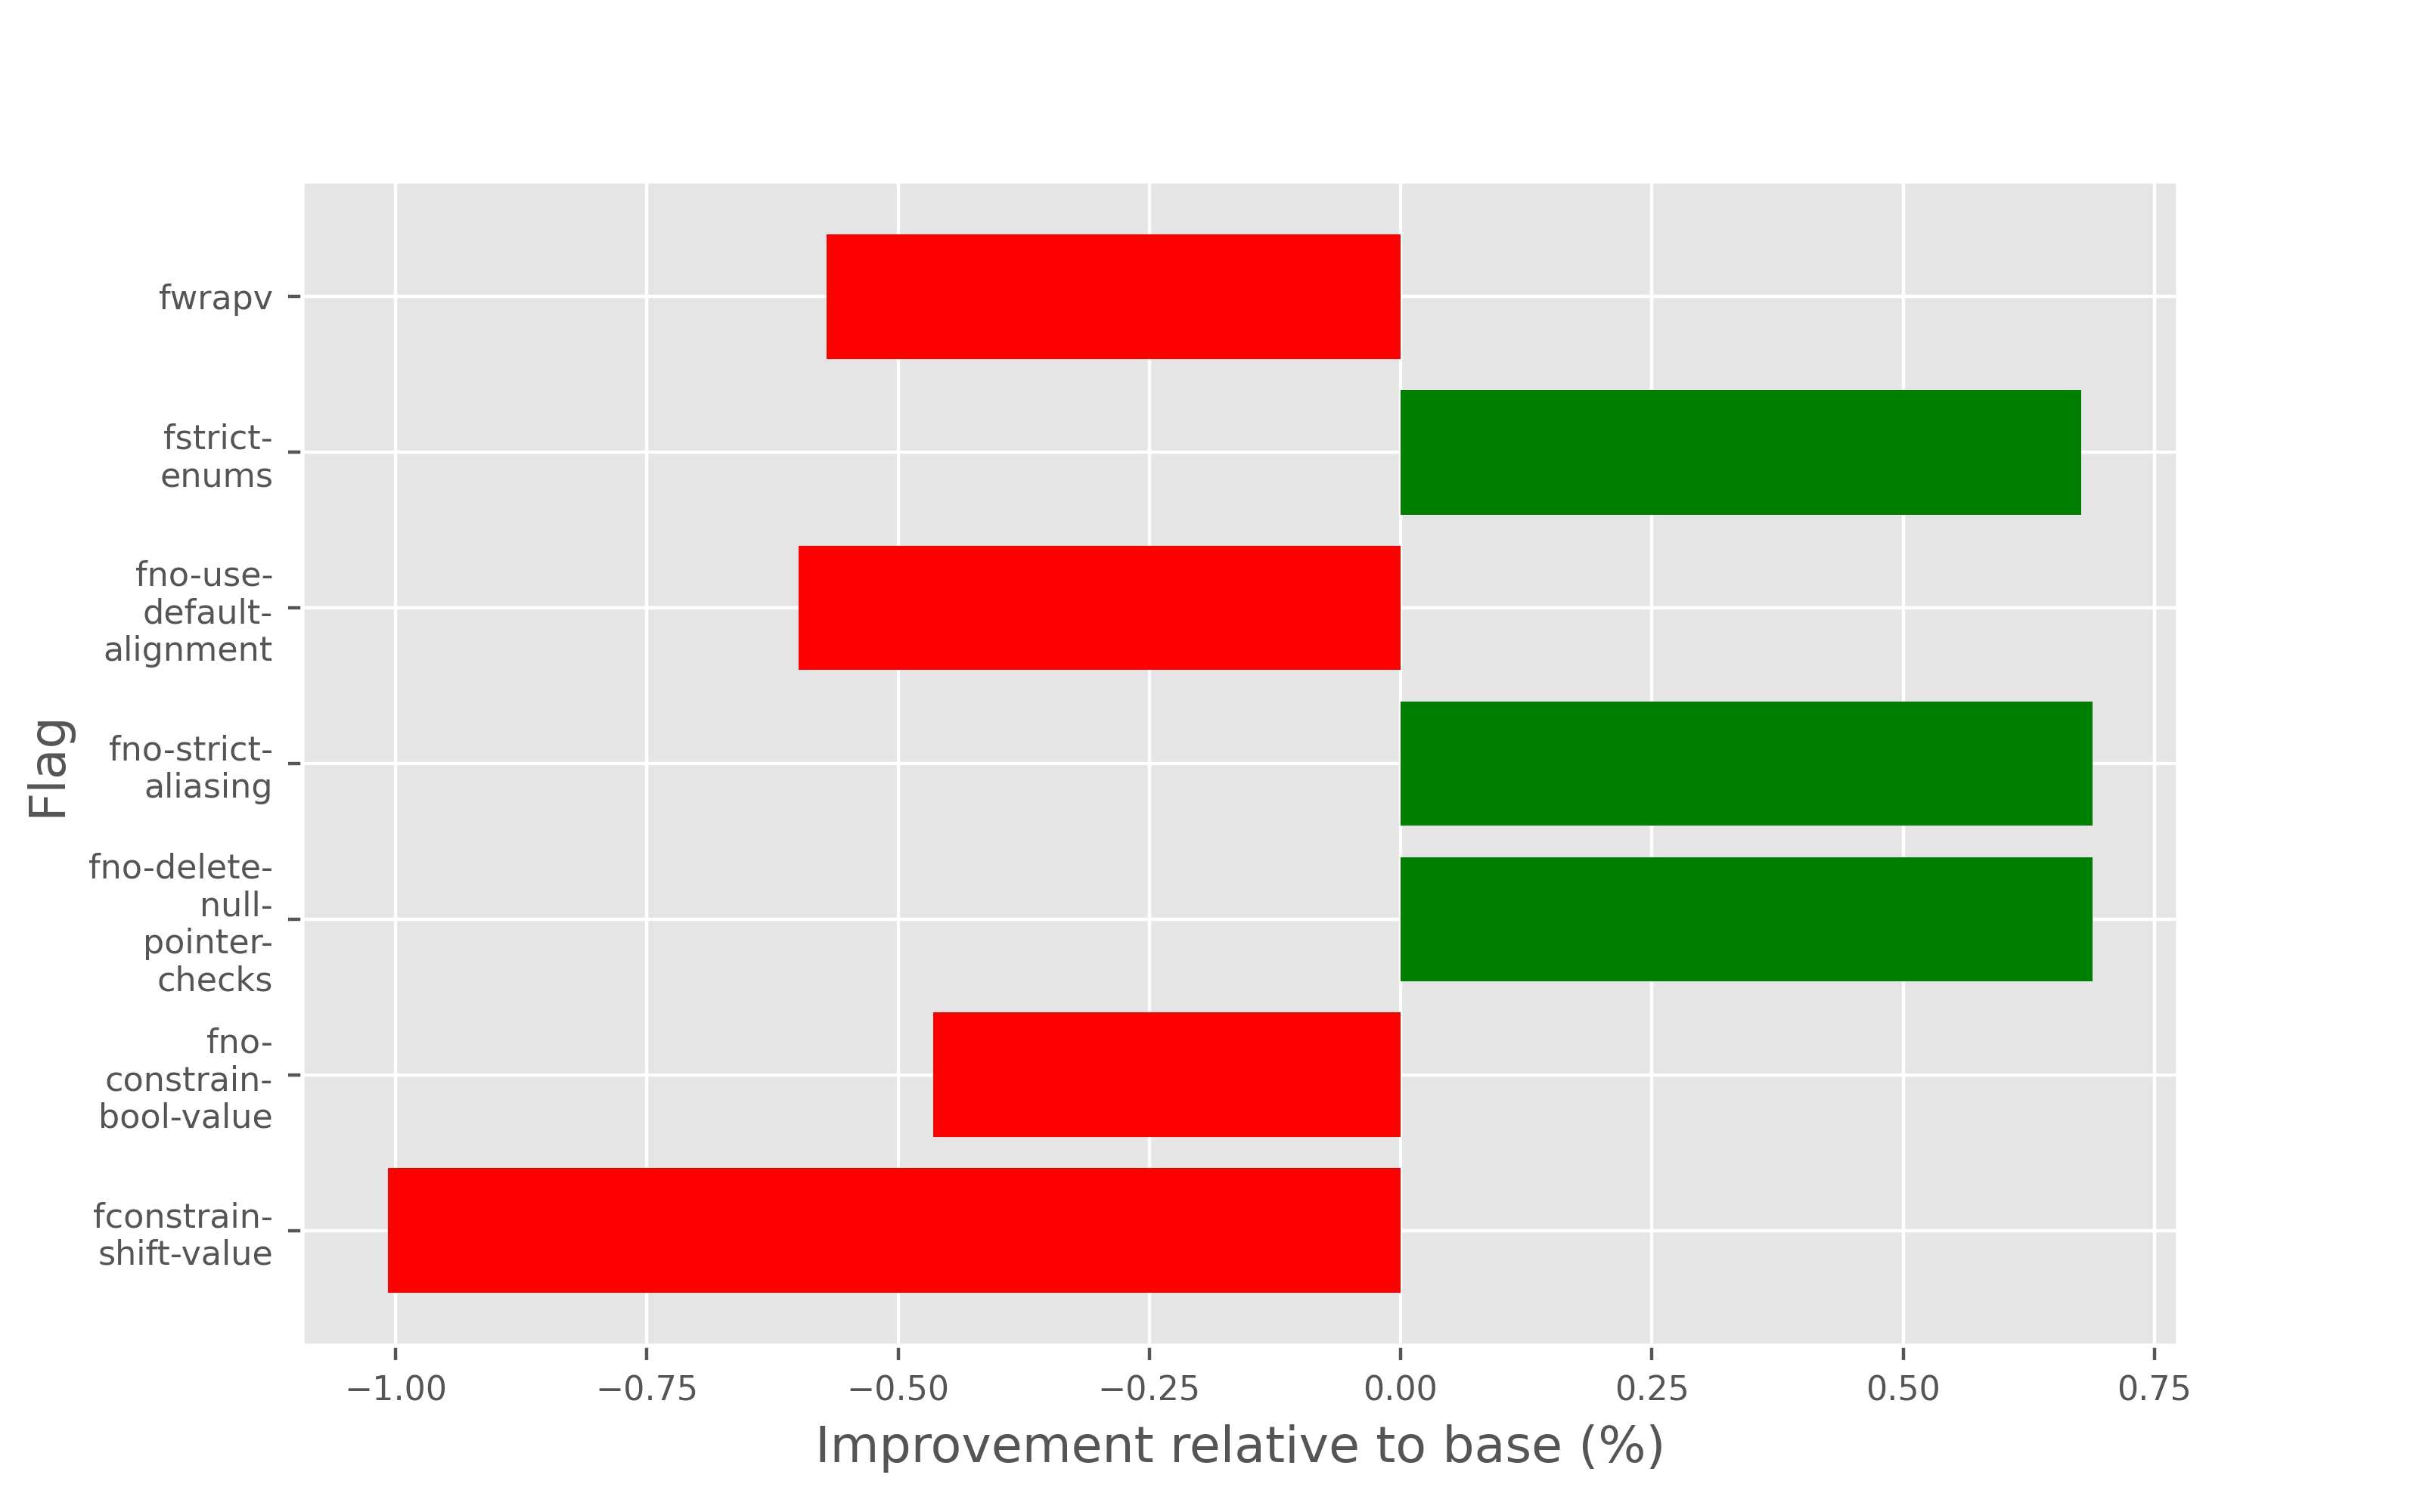 fwrapv
fstrict-
enums
fno-use-
default-
alignment
fno-strict-
aliasing
fno-delete-
null-
pointer-
checks
fno-
constrain-
bool-value
fconstrain-
shift-value
Flag
−1.00 −0.75 −0.50 −0.25 0.00 0.25 0.50 0.75
Improvement relative to base (%)